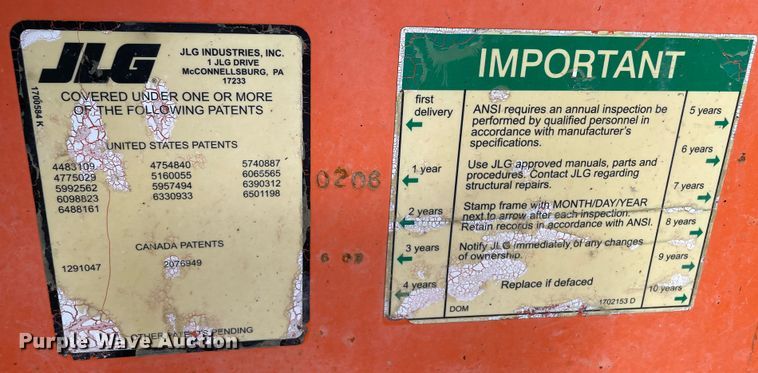 JLG
JLG INDUSTRIES, INC.
1 JLG DRIVE
McCONNELLSBURG, PA
17233
1700584 K
COVERED UNDER ONE OR MORE
OF THE FOLLOWING PATENTS
UNITED STATES PATENTS
4483109 4754840 5740887
4775029 5160055 6065565
5992562 5957494 6390312
6098823 6330933 6501198
6488161
CANADA PATENTS
1291047 2076949
OTHER PATENTS PENDING
0206
IMPORTANT
first
delivery
1 year
2 years
3 years
4 years
DOM
ANSI requires an annual inspection be
performed by qualified personnel in
accordance with manufacturer's
specifications.
Use JLG approved manuals, parts and
procedures. Contact JLG regarding
structural repairs.
Stamp frame with MONTH/DAY/YEAR
next to arrow after each inspection.
Retain records in accordance with ANSI.
Notify JLG immediately of any changes
of ownership.
Replace if defaced
1702153 D
5 years
6 years
7 years
8 years
9 years
10 years
Purple Wave Auction